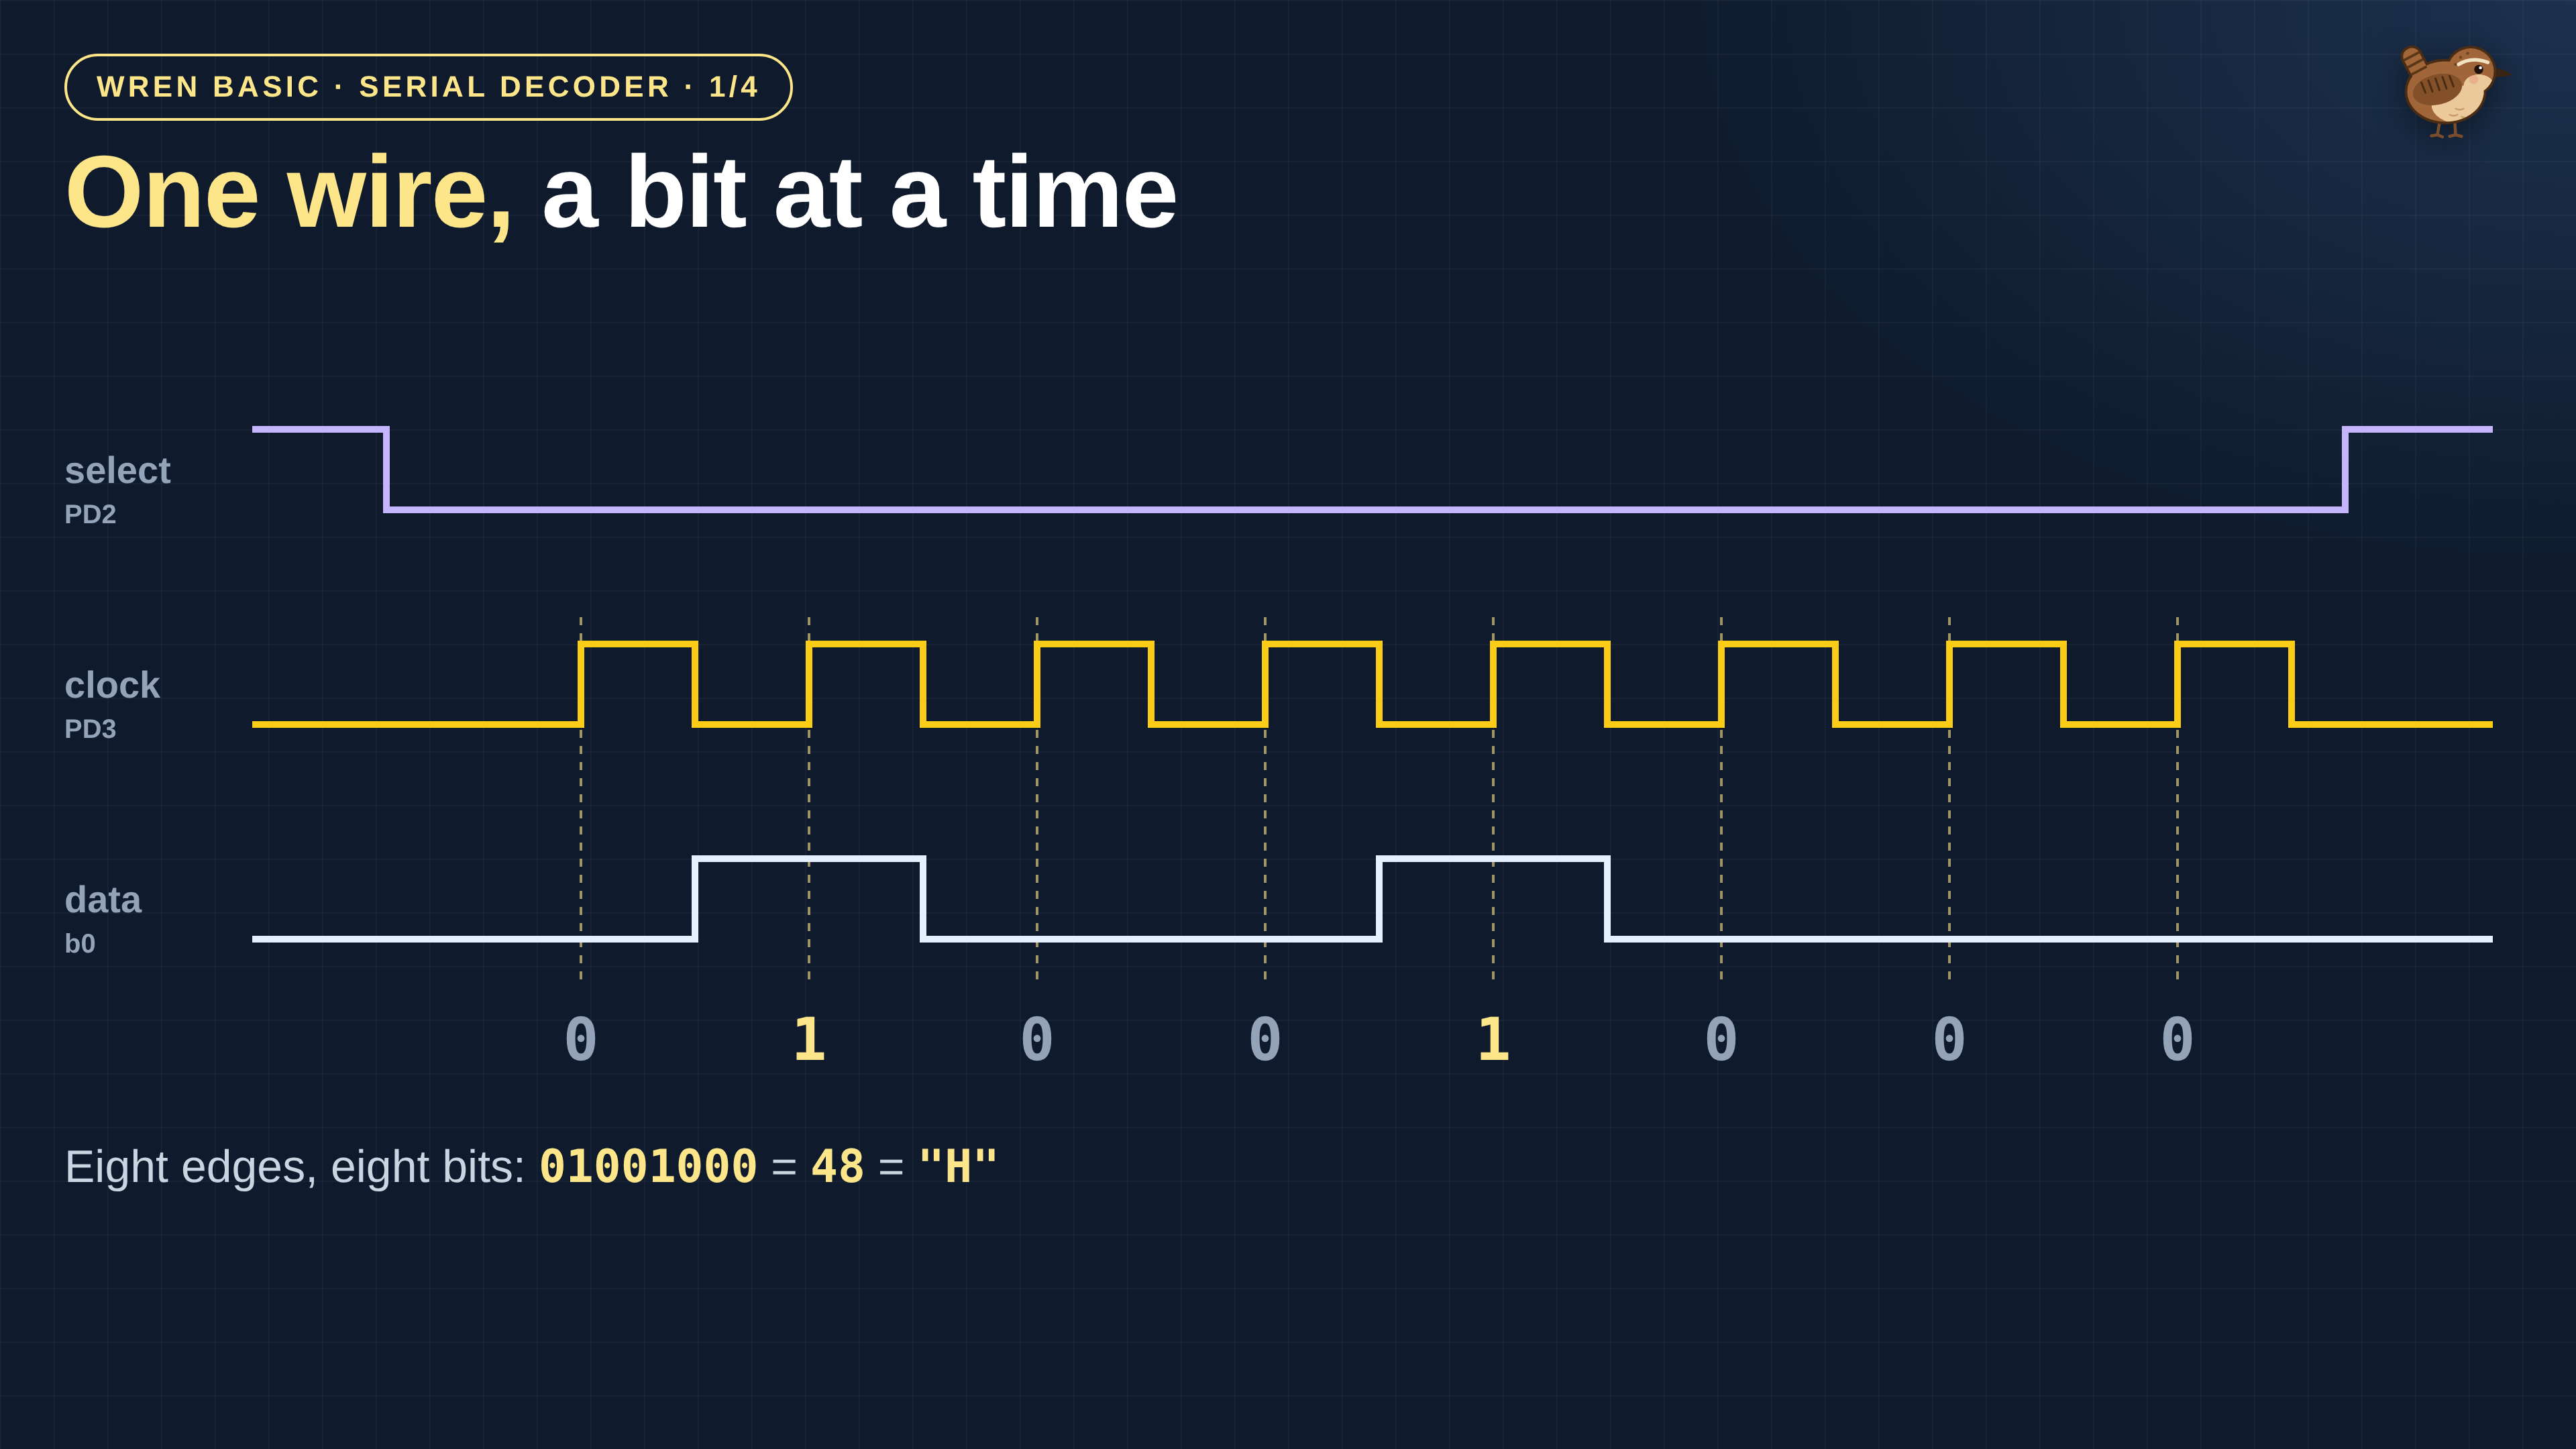 WREN BASIC · SERIAL DECODER · 1/4
One wire, a bit at a time
select
PD2
clock
PD3
data
b0
0 1 0 0 1 0 0 0
Eight edges, eight bits: 01001000 = 48 = "H"